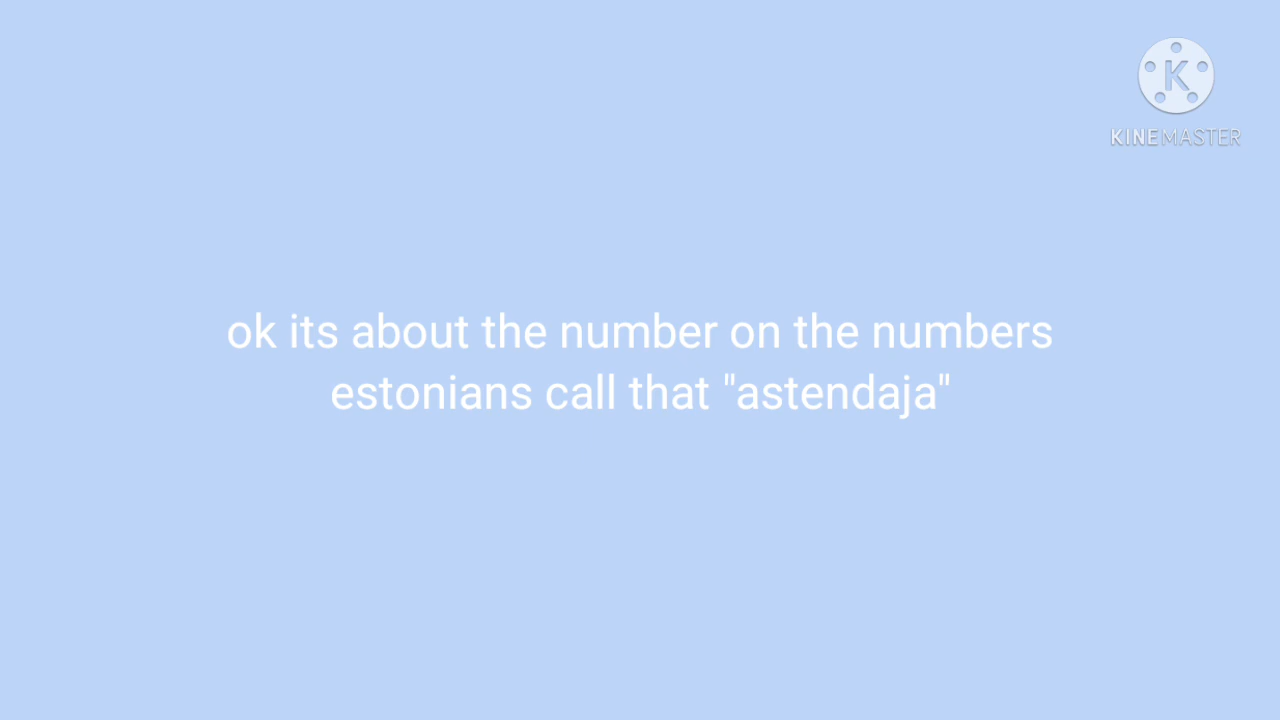 K
KINEMASTER
ok its about the number on the numbers
estonians call that "astendaja"